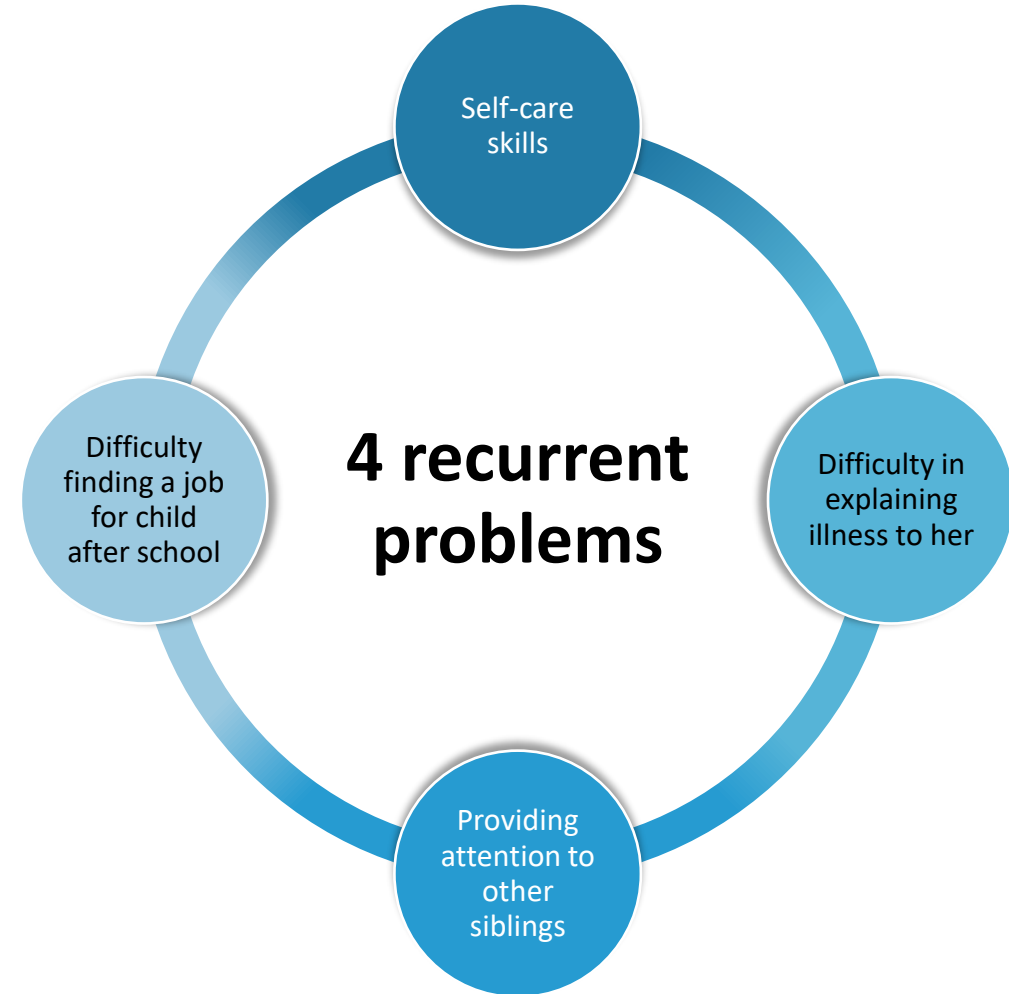 Self-care
skills
Difficulty
finding a job
for child
after school
4 recurrent
problems
Difficulty in
explaining
illness to her
Providing
attention to
other
siblings